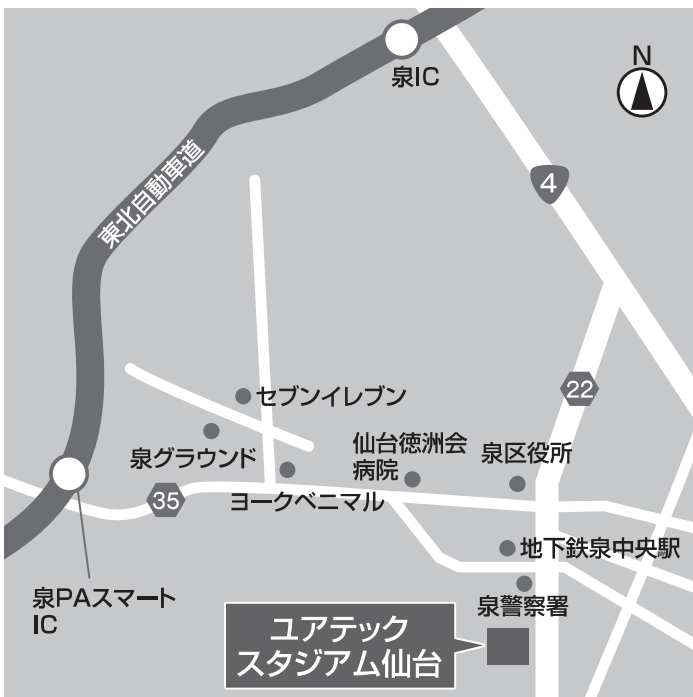 泉IC
N
4
東北自動車道
22
セブンイレブン
泉グラウンド
仙台徳洲会
病院
泉区役所
ヨークベニマル
35
地下鉄泉中央駅
泉PAスマート
IC
泉警察署
ユアテック
スタジアム仙台